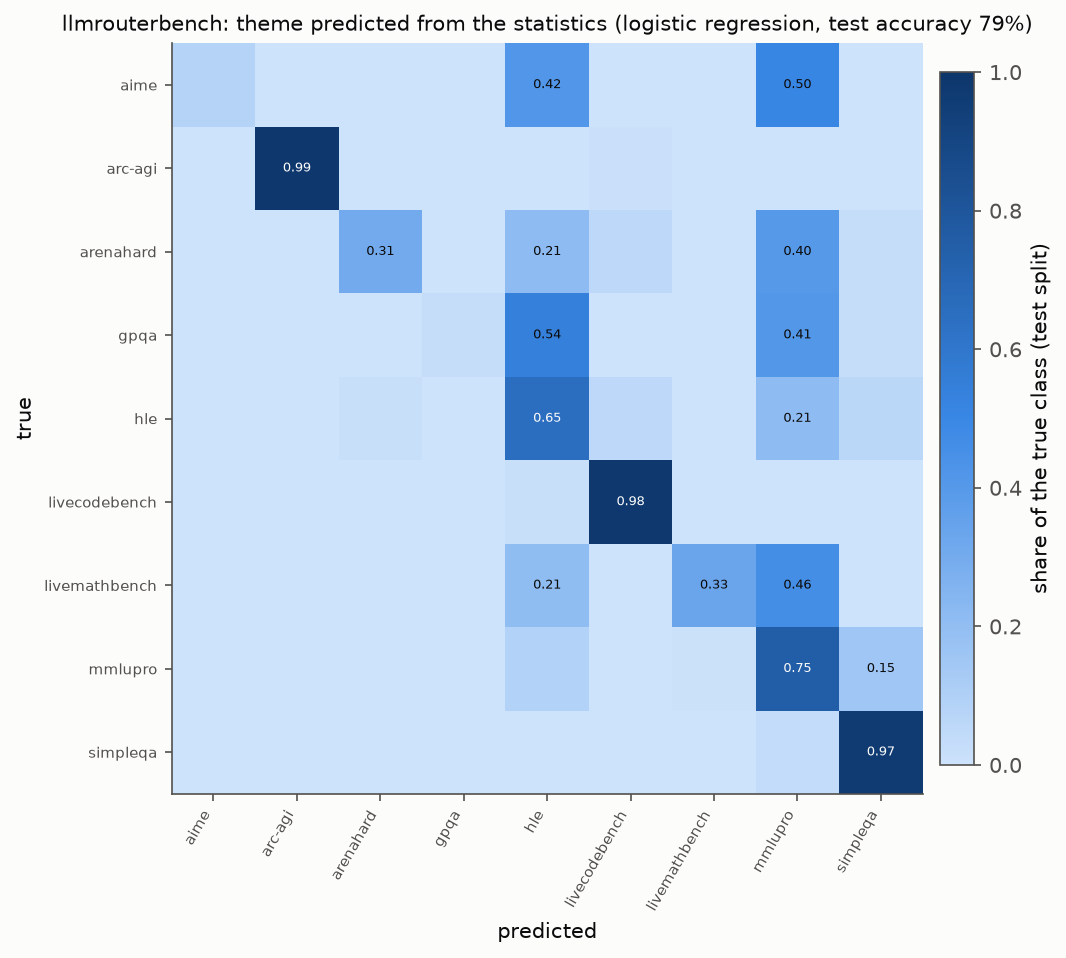 llmrouterbench: theme predicted from the statistics (logistic regression, test accuracy 79%)
aime 0.42 0.50
arc-agi 0.99
arenahard 0.31 0.21 0.40
gpqa 0.54 0.41
hle 0.65 0.21
livecodebench 0.98
livemathbench 0.21 0.33 0.46
mmlupro 0.75 0.15
simpleqa 0.97
true
aime arc-agi arenahard gpqa hle livecodebench livemathbench mmlupro simpleqa
predicted
1.0
0.8
0.6
0.4
0.2
0.0
share of the true class (test split)